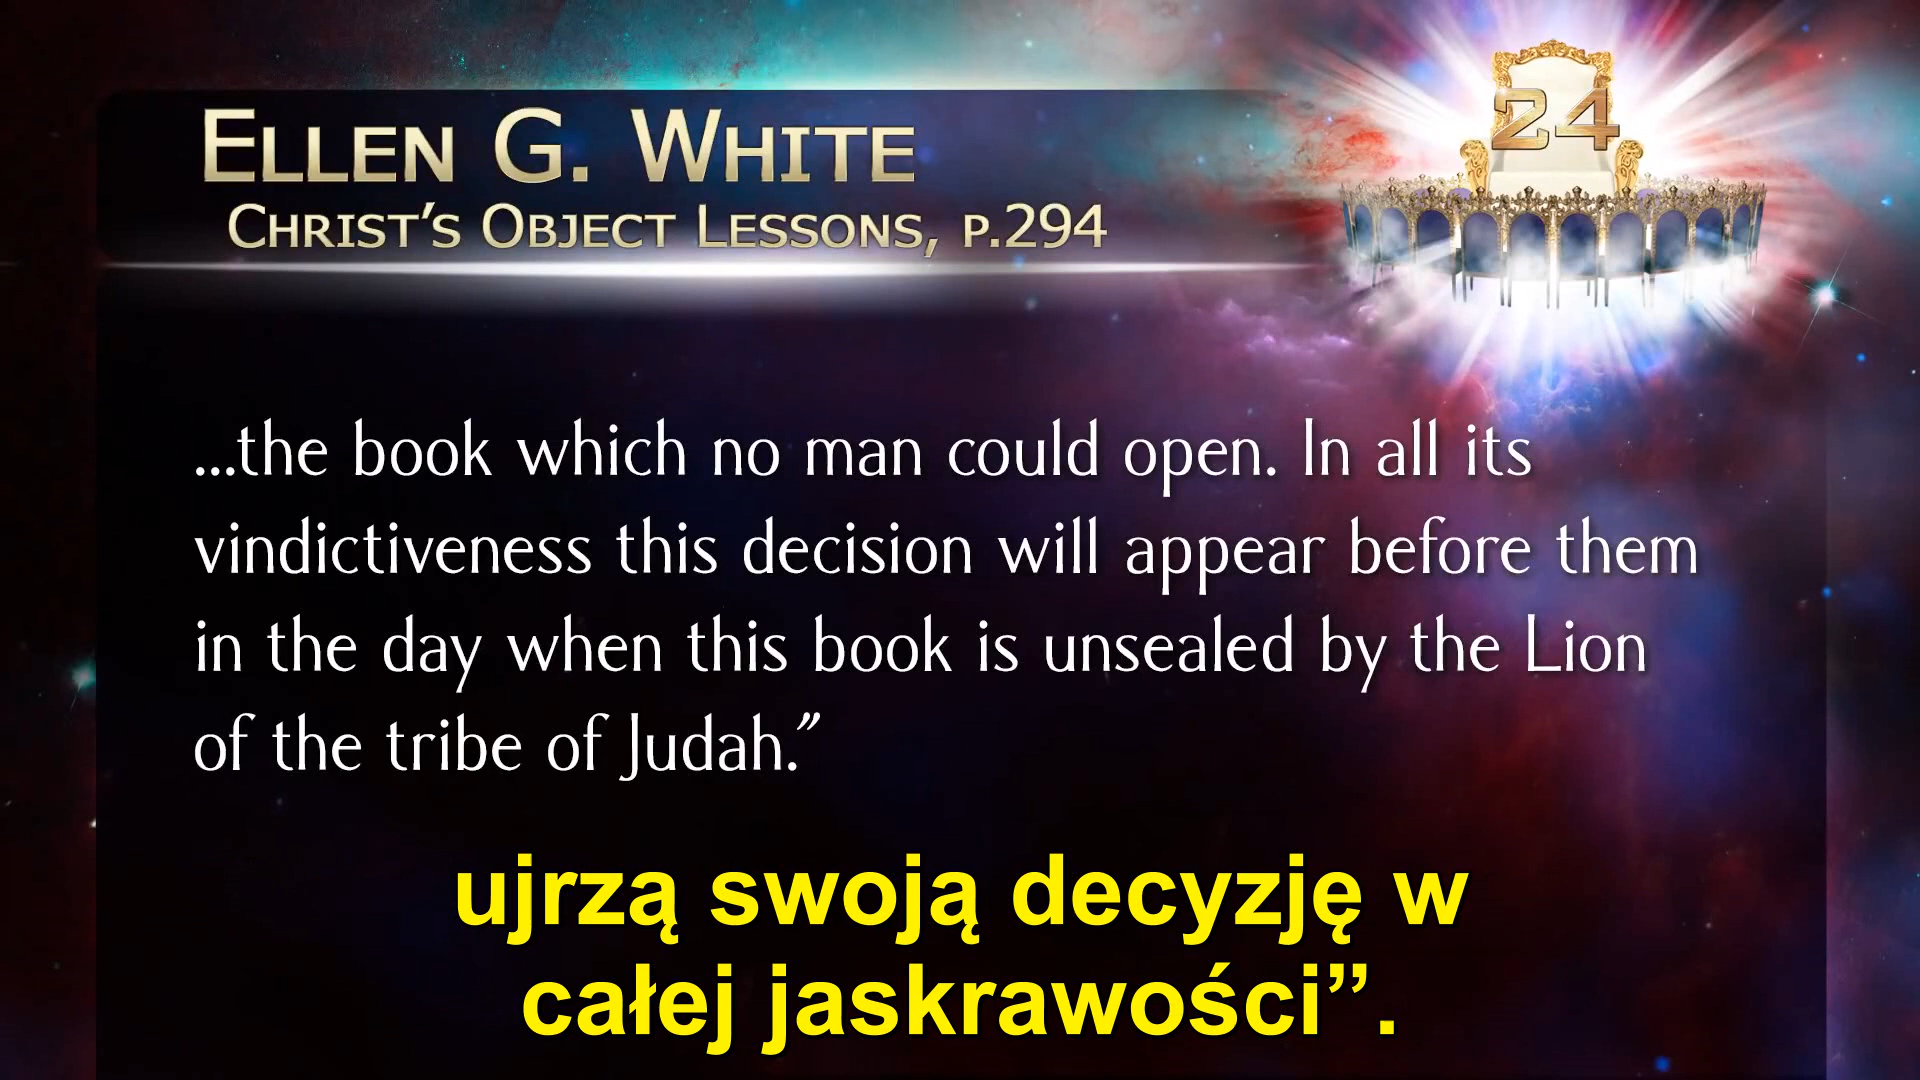 Ellen G. White
Christ's Object Lessons, p.294
24
...the book which no man could open. In all its
vindictiveness this decision will appear before them
in the day when this book is unsealed by the Lion
of the tribe of Judah.”
ujrzą swoją decyzję w
całej jaskrawości”.